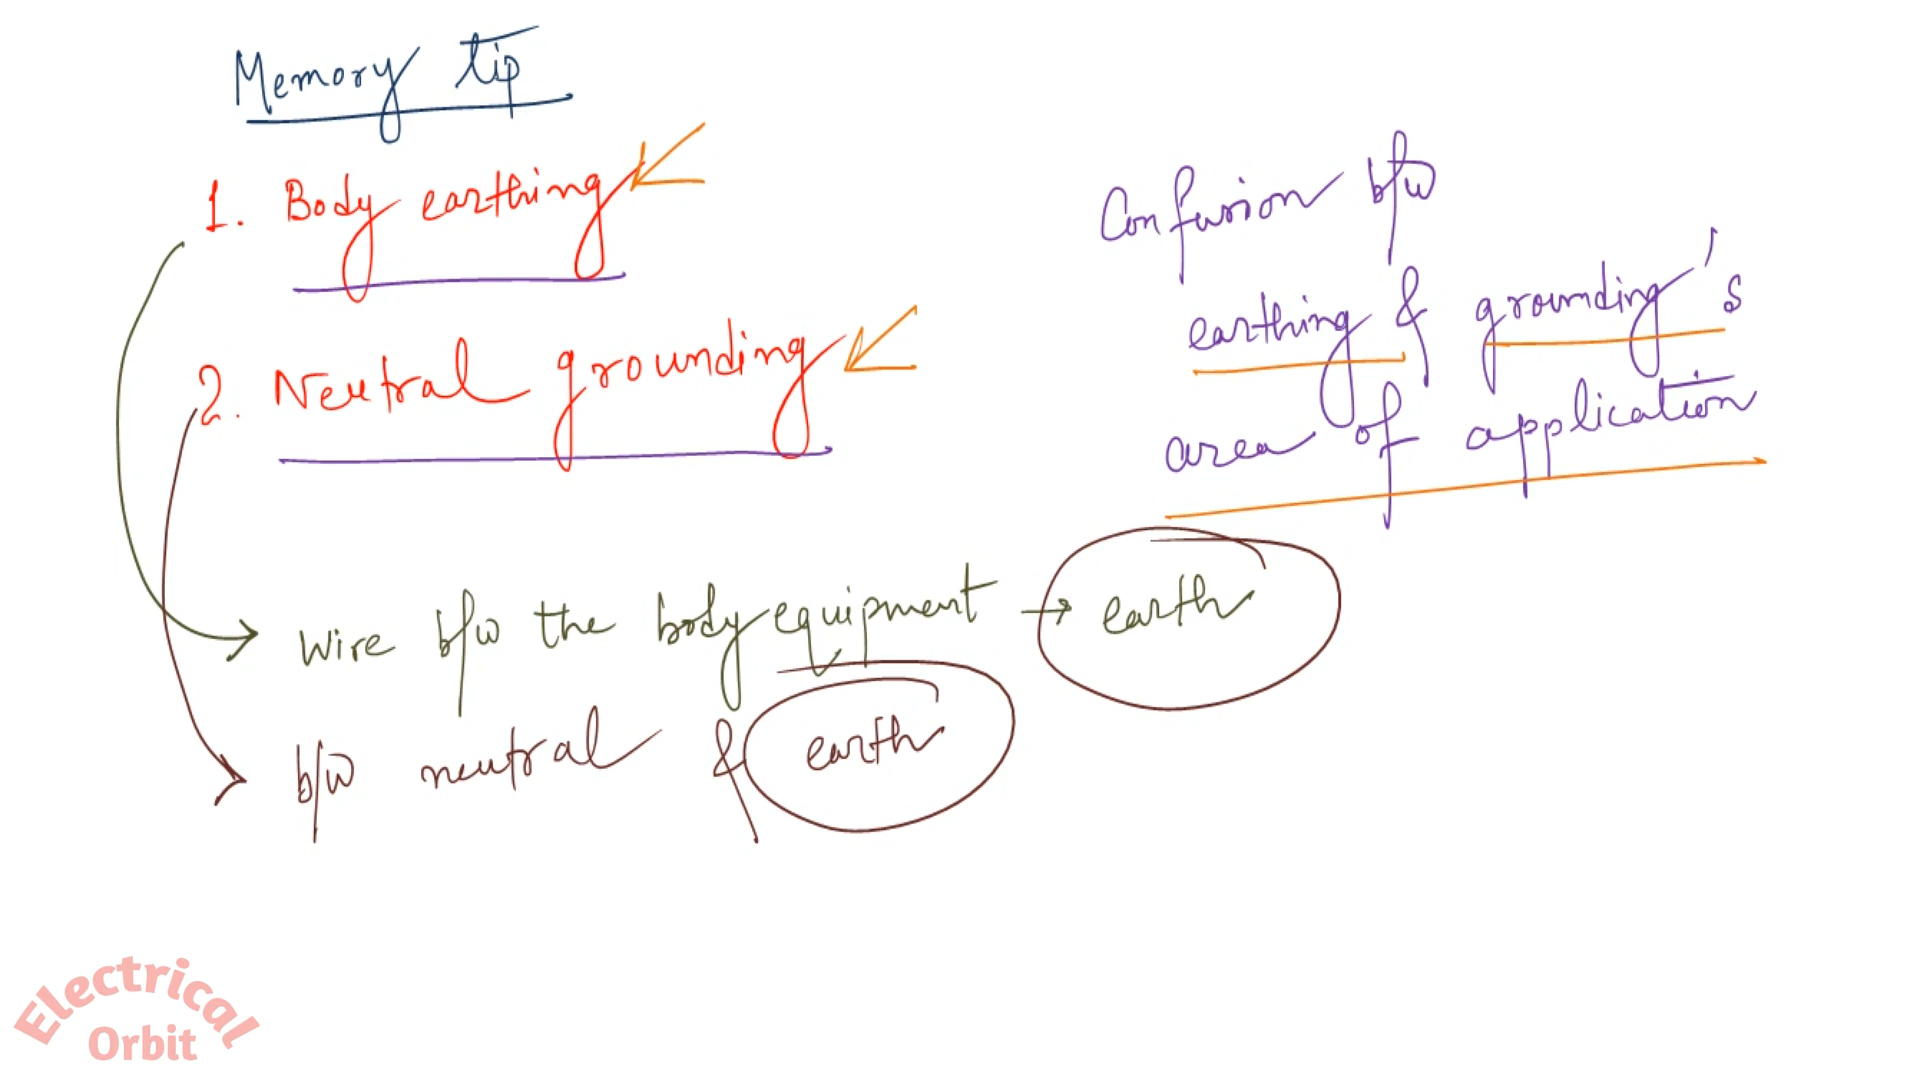 Memory tip
1. Body earthing
2. Neutral grounding
Confusion b/w
earthing & grounding's
area of application
Wire b/w the body equipment → earth
b/w neutral & earth
Electrical
Orbit